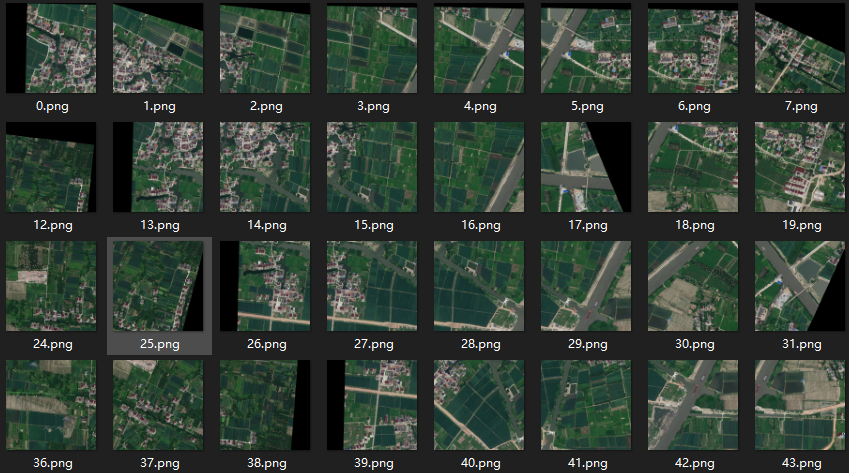 0.png 1.png 2.png 3.png 4.png 5.png 6.png 7.png
12.png 13.png 14.png 15.png 16.png 17.png 18.png 19.png
24.png 25.png 26.png 27.png 28.png 29.png 30.png 31.png
36.png 37.png 38.png 39.png 40.png 41.png 42.png 43.png